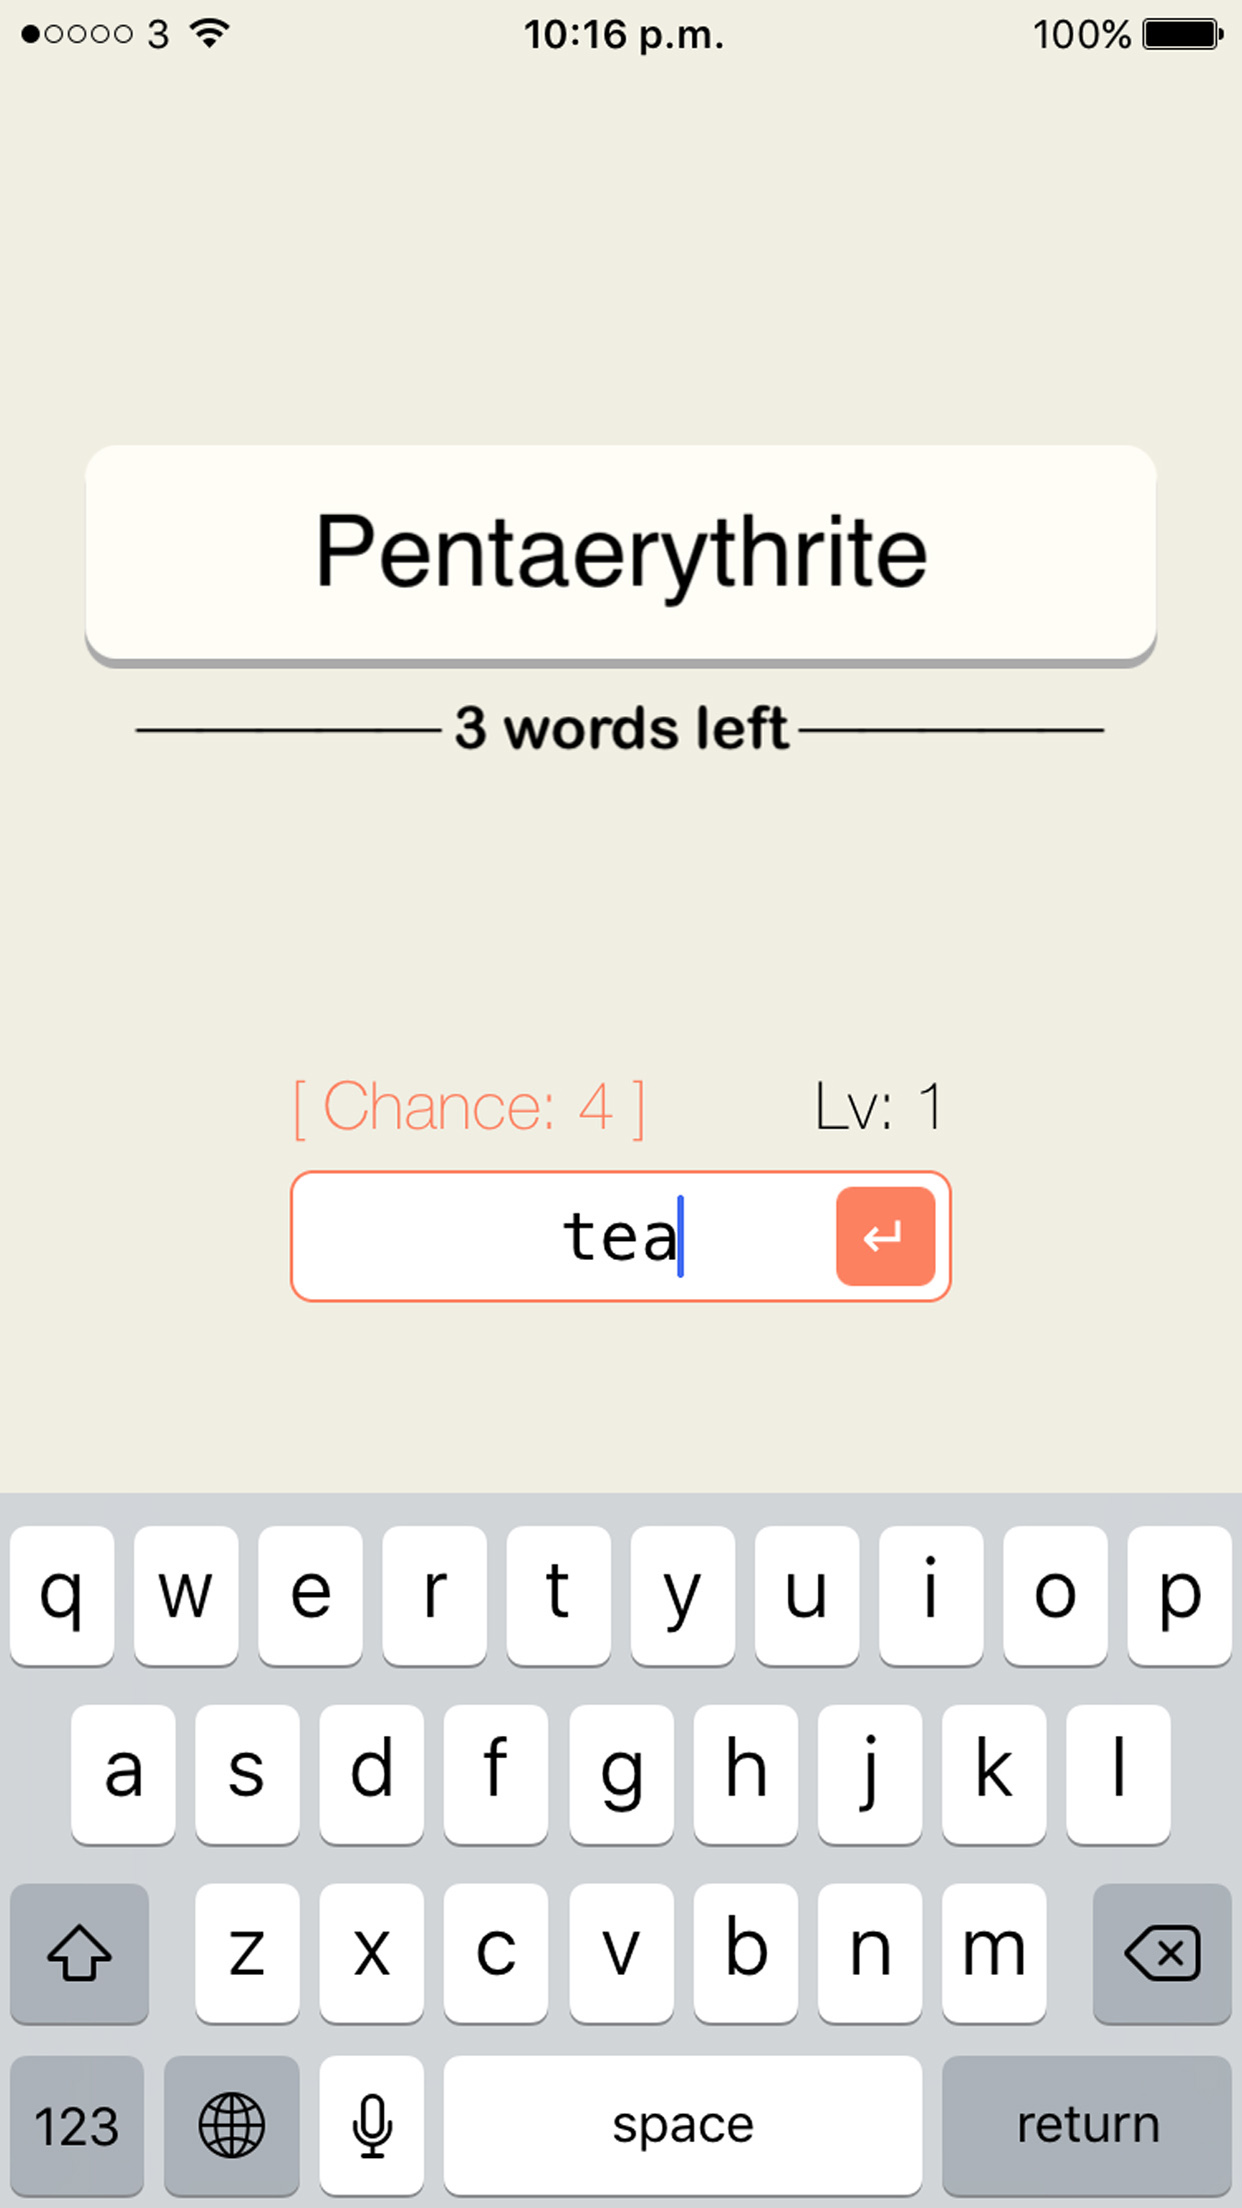 3 10:16 p.m. 100%
Pentaerythrite
3 words left
[ Chance: 4 ] Lv: 1
tea
q w e r t y u i o p
a s d f g h j k l
z x c v b n m
123 space return